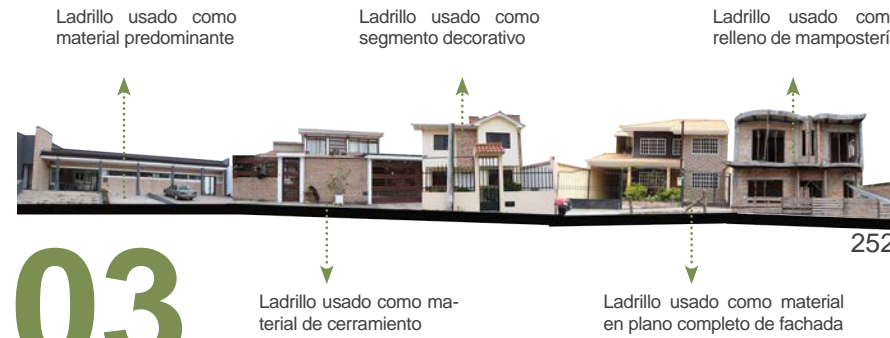 Ladrillo usado como
material predominante
Ladrillo usado como
segmento decorativo
Ladrillo usado com
relleno de mamposterí
252
03
Ladrillo usado como ma-
terial de cerramiento
Ladrillo usado como material
en plano completo de fachada